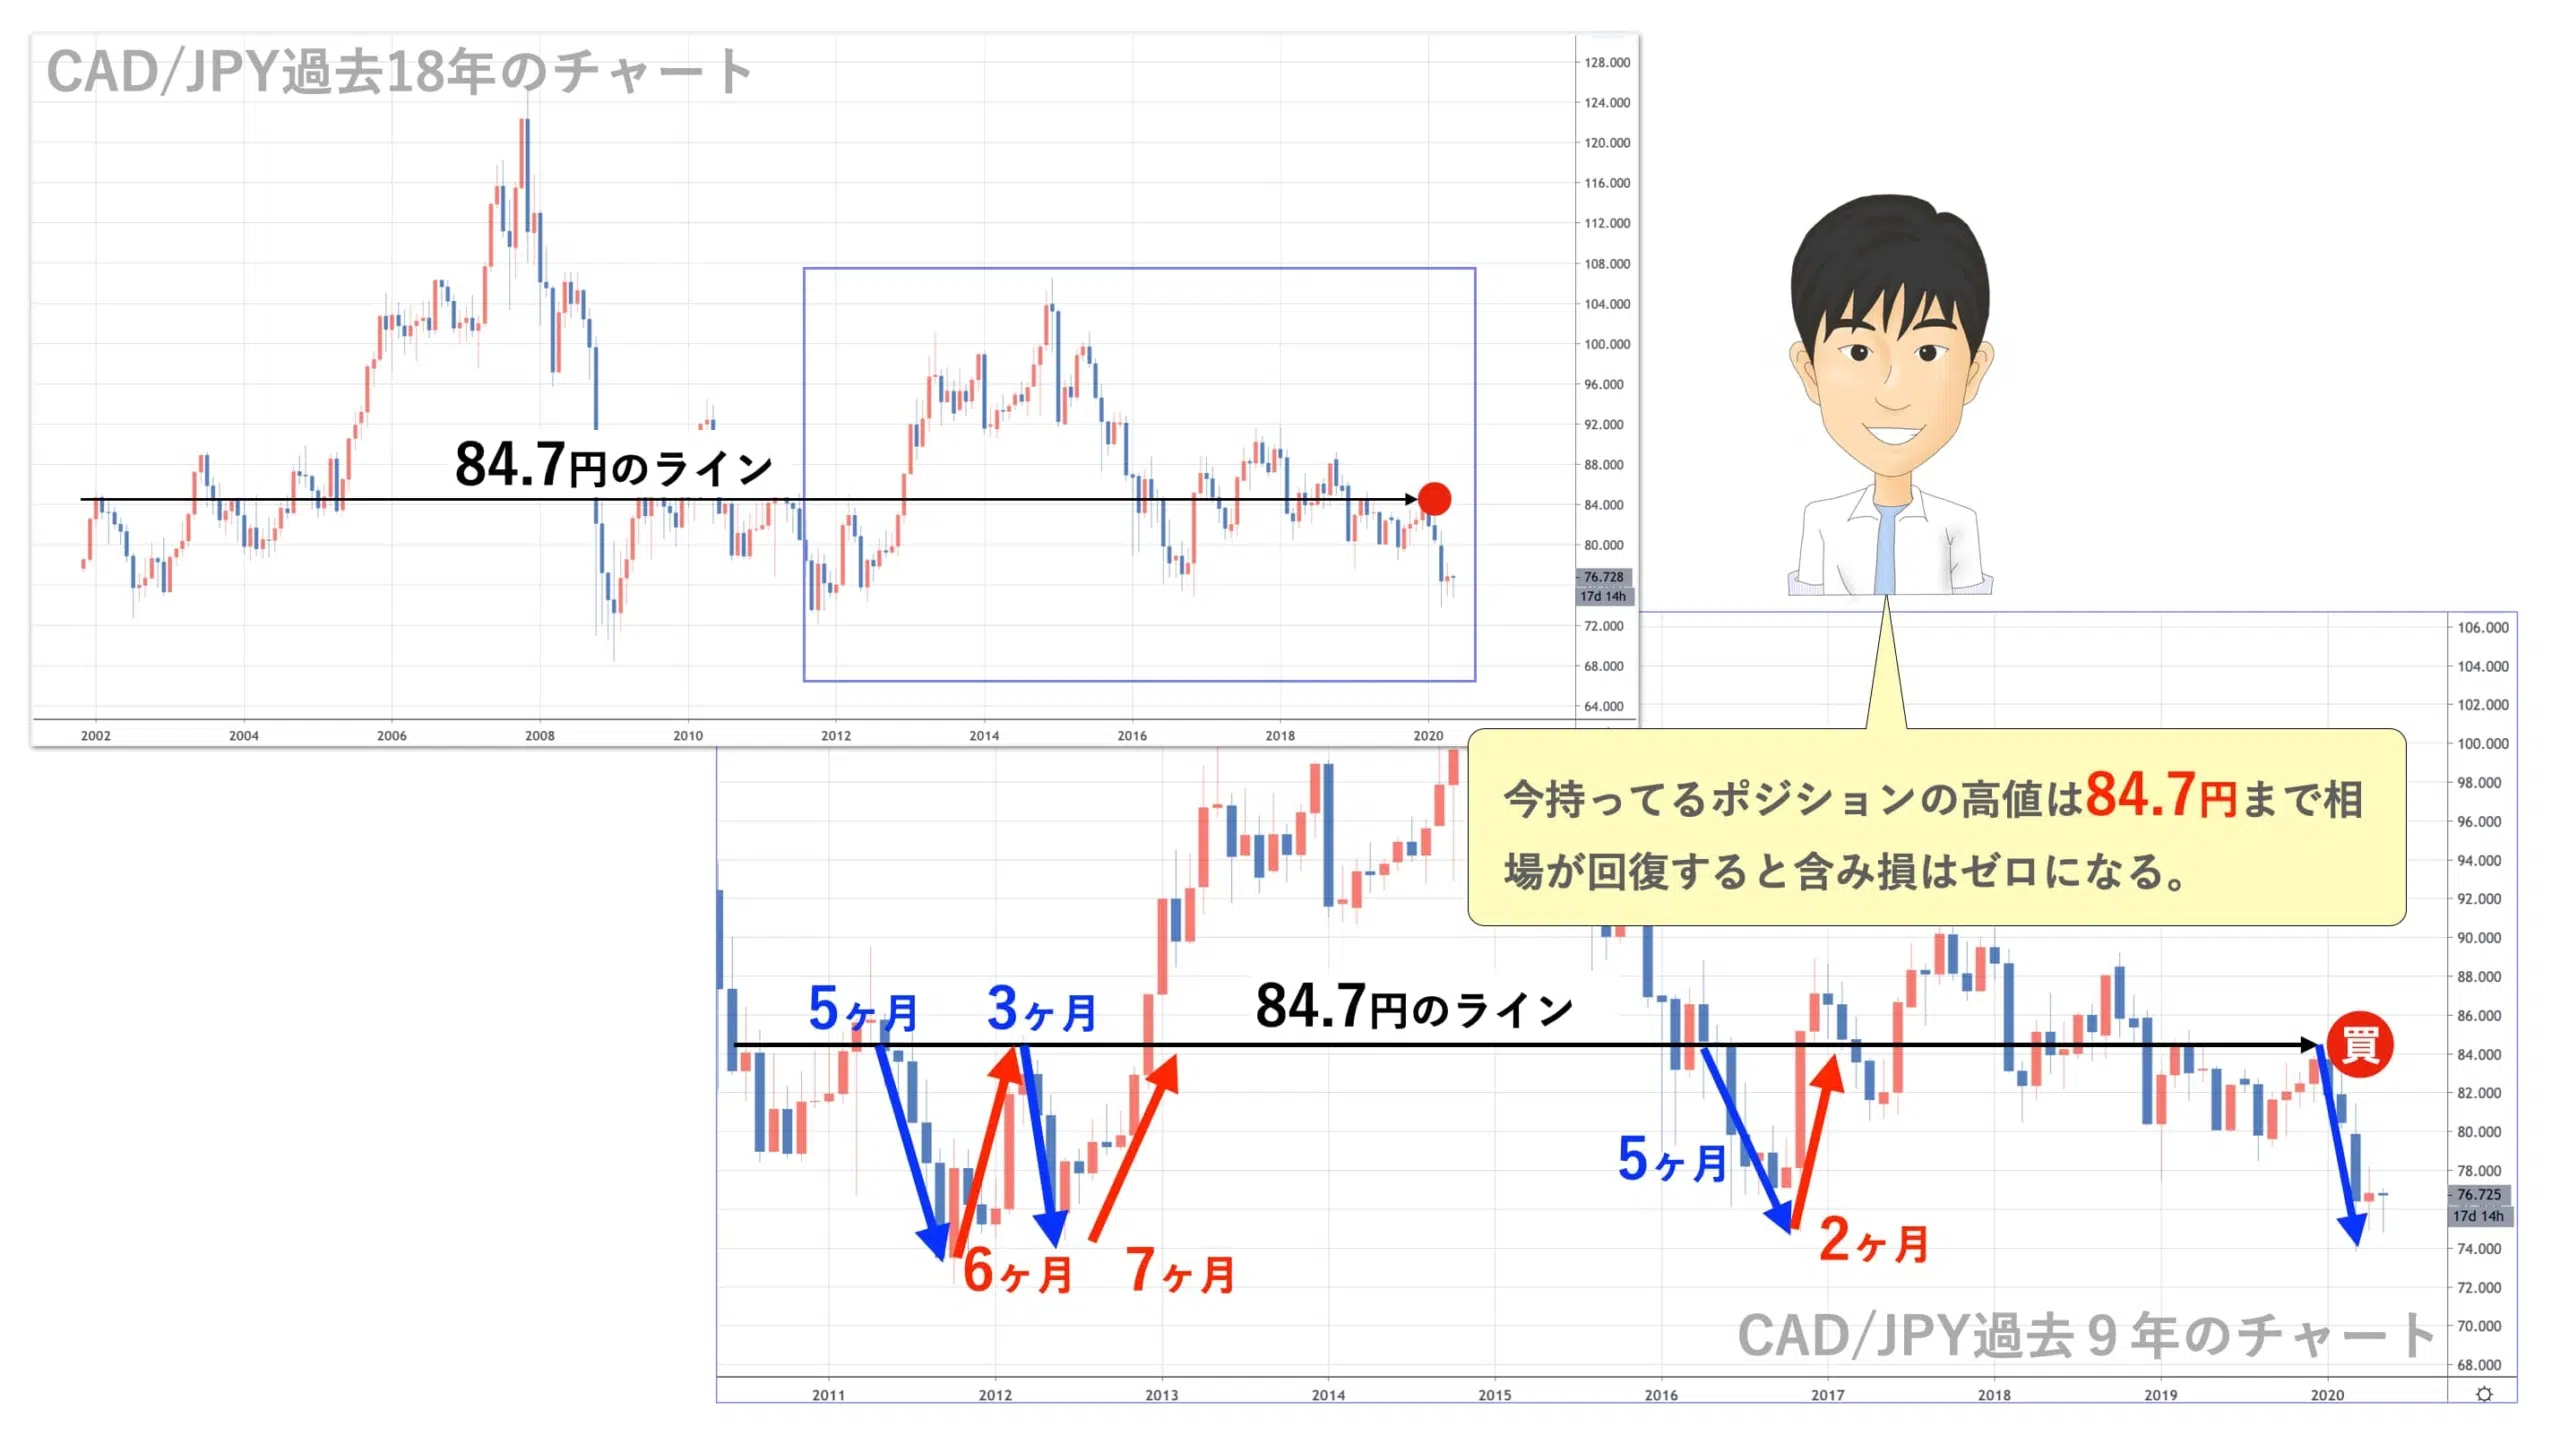 CAD/JPY過去18年のチャート
128.000
124.000
120.000
116.000
112.000
108.000
104.000
100.000
96.000
92.000
88.000
84.000
80.000
76.728
17d 14h
72.000
68.000
64.000
84.7円のライン
2002 2004 2006 2008 2010 2012 2014 2016 2018 2020
今持ってるポジションの高値は84.7円まで相
場が回復すると含み損はゼロになる。
106.000
104.000
102.000
100.000
98.000
96.000
94.000
92.000
90.000
88.000
86.000
84.000
82.000
80.000
78.000
76.725
17d 14h
74.000
72.000
70.000
68.000
5ヶ月 3ヶ月 84.7円のライン
買
5ヶ月
6ヶ月 7ヶ月 2ヶ月
CAD/JPY過去9年のチャート
2011 2012 2013 2014 2015 2016 2017 2018 2019 2020